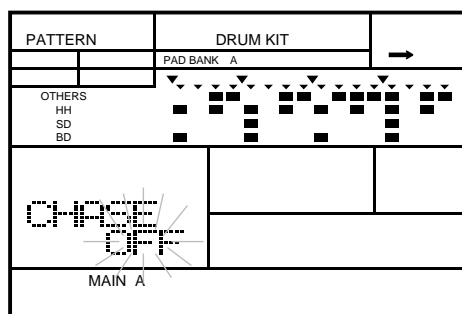 PATTERN
DRUM KIT
PAD BANK A
OTHERS
HH
SD
BD
CHASE
OFF
MAIN A